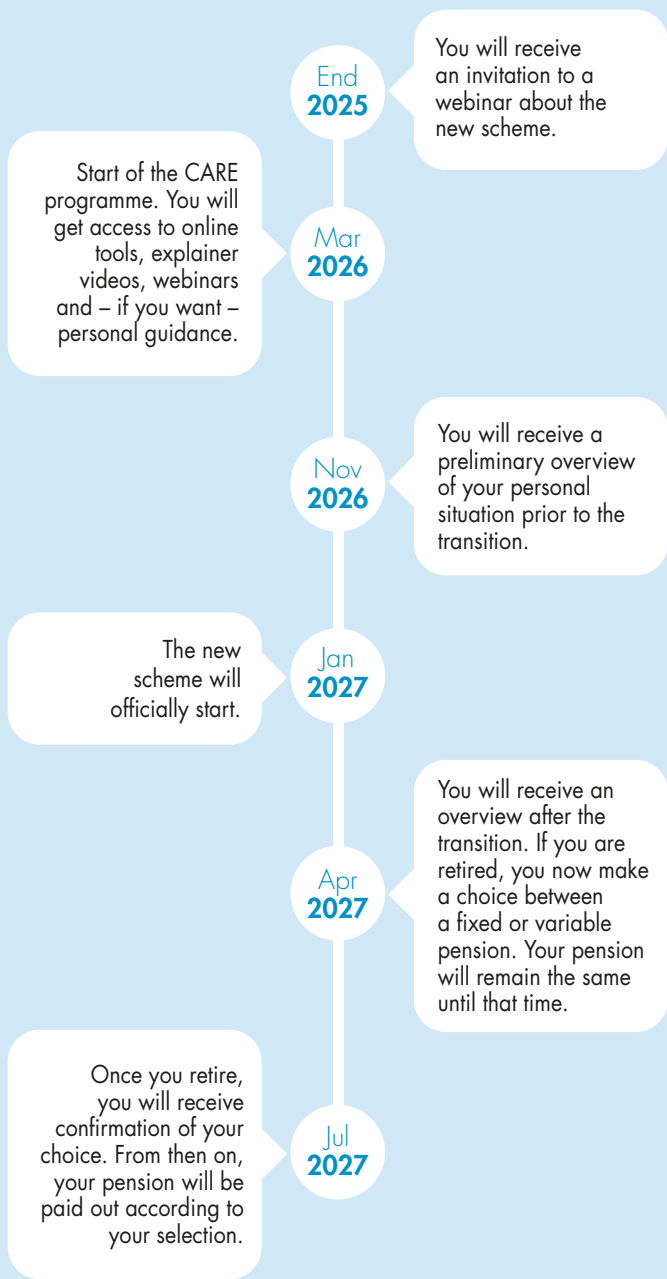 End
2025
You will receive
an invitation to a
webinar about the
new scheme.
Start of the CARE
programme. You will
get access to online
tools, explainer
videos, webinars
and – if you want –
personal guidance.
Mar
2026
Nov
2026
You will receive a
preliminary overview
of your personal
situation prior to the
transition.
The new
scheme will
officially start.
Jan
2027
Apr
2027
You will receive an
overview after the
transition. If you are
retired, you now make
a choice between
a fixed or variable
pension. Your pension
will remain the same
until that time.
Once you retire,
you will receive
confirmation of your
choice. From then on,
your pension will be
paid out according to
your selection.
Jul
2027